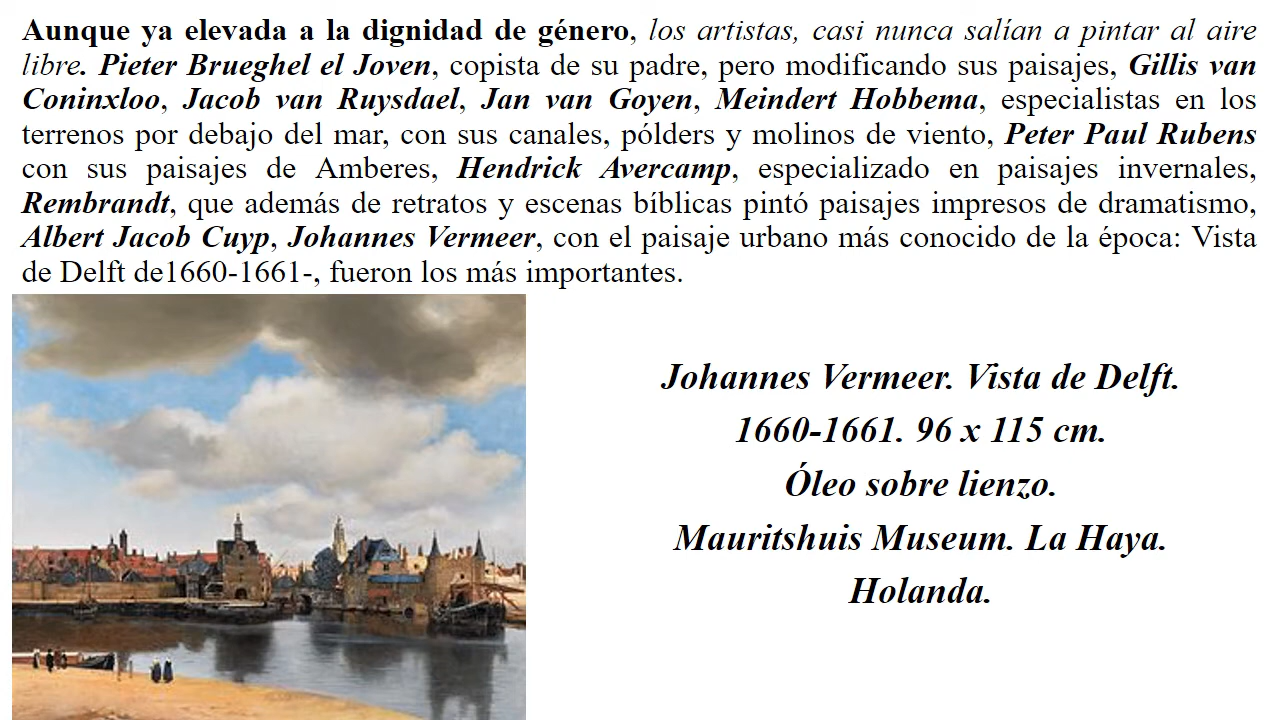 Aunque ya elevada a la dignidad de género, los artistas, casi nunca salían a pintar al aire
libre. Pieter Brueghel el Joven, copista de su padre, pero modificando sus paisajes, Gillis van
Coninxloo, Jacob van Ruysdael, Jan van Goyen, Meindert Hobbema, especialistas en los
terrenos por debajo del mar, con sus canales, pólders y molinos de viento, Peter Paul Rubens
con sus paisajes de Amberes, Hendrick Avercamp, especializado en paisajes invernales,
Rembrandt, que además de retratos y escenas bíblicas pintó paisajes impresos de dramatismo,
Albert Jacob Cuyp, Johannes Vermeer, con el paisaje urbano más conocido de la época: Vista
de Delft de1660-1661-, fueron los más importantes.
Johannes Vermeer. Vista de Delft.
1660-1661. 96 x 115 cm.
Óleo sobre lienzo.
Mauritshuis Museum. La Haya.
Holanda.